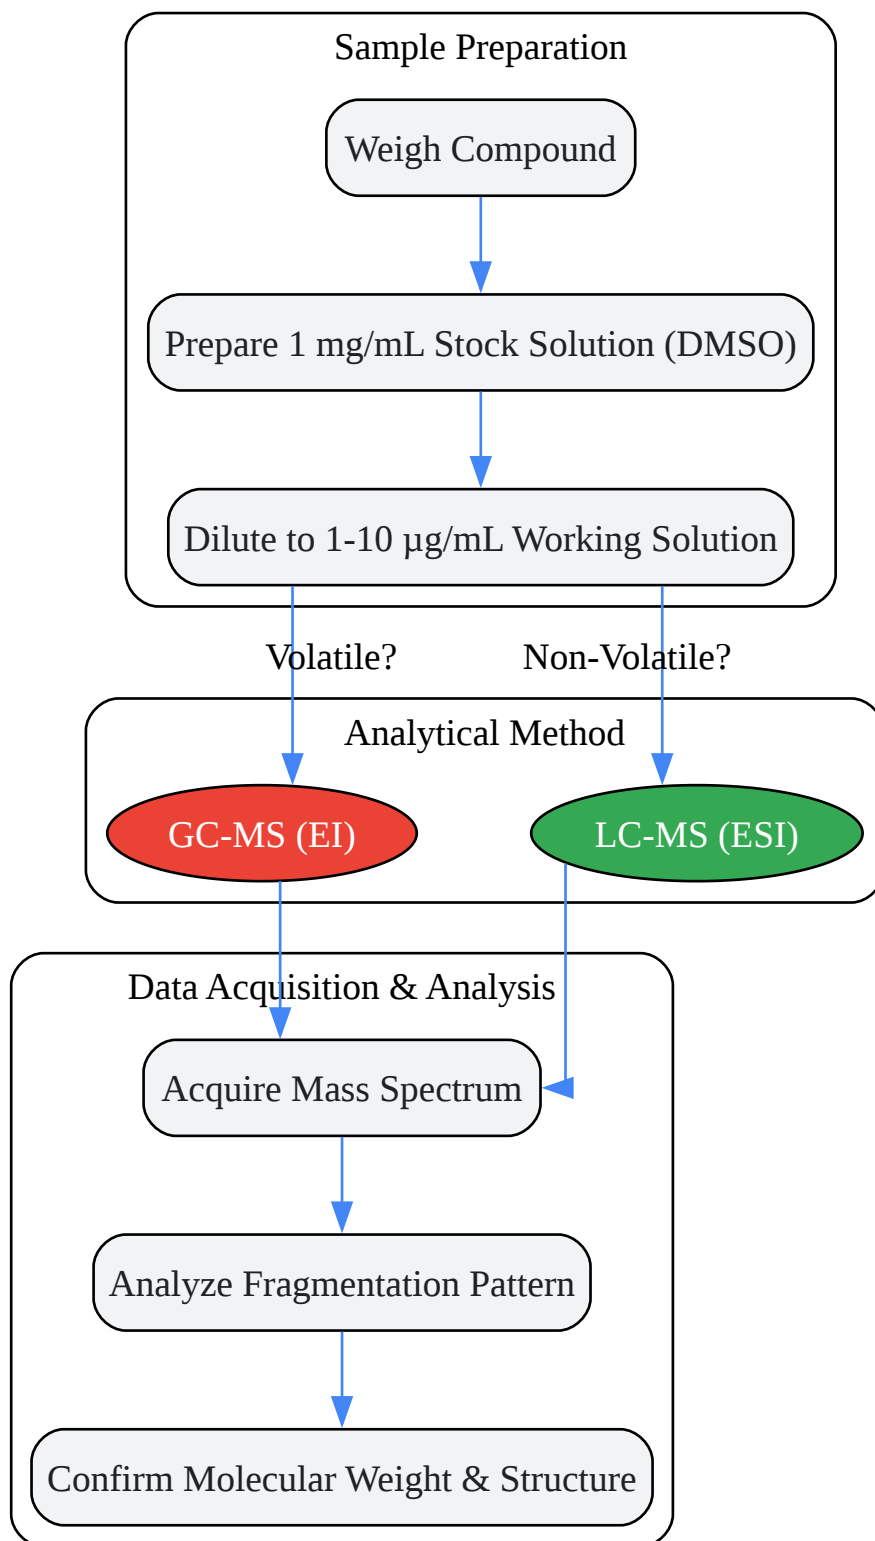 Sample Preparation
Weigh Compound
Prepare 1 mg/mL Stock Solution (DMSO)
Dilute to 1-10 µg/mL Working Solution
Volatile?
Non-Volatile?
Analytical Method
GC-MS (EI)
LC-MS (ESI)
Data Acquisition & Analysis
Acquire Mass Spectrum
Analyze Fragmentation Pattern
Confirm Molecular Weight & Structure